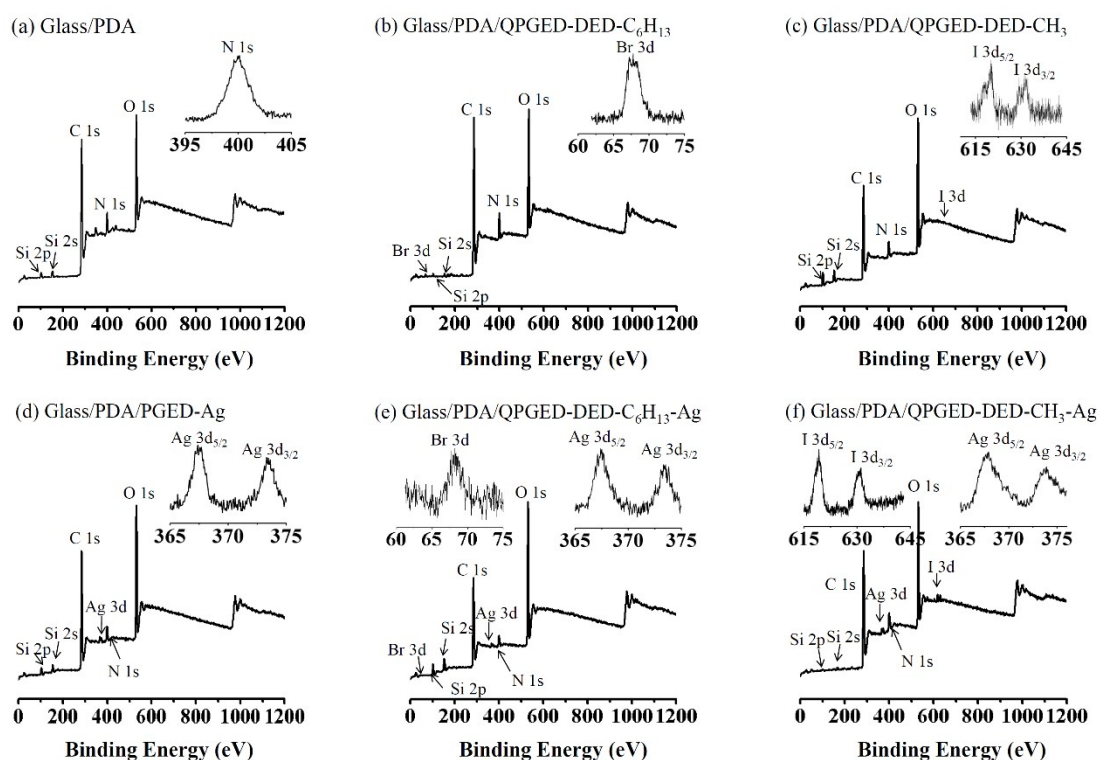 (a) Glass/PDA
N 1s
395 400 405
O 1s
C 1s
N 1s
Si 2s
Si 2p
0 200 400 600 800 1000 1200
Binding Energy (eV)
(b) Glass/PDA/QPGED-DED-C₆H₁₃
Br 3d
60 65 70 75
O 1s
C 1s
N 1s
Si 2s
Br 3d
Si 2p
0 200 400 600 800 1000 1200
Binding Energy (eV)
(c) Glass/PDA/QPGED-DED-CH₃
I 3d₅/₂
I 3d₃/₂
615 630 645
O 1s
C 1s
I 3d
N 1s
Si 2s
Si 2p
0 200 400 600 800 1000 1200
Binding Energy (eV)
(d) Glass/PDA/PGED-Ag
Ag 3d₅/₂
Ag 3d₃/₂
365 370 375
O 1s
C 1s
Ag 3d
Si 2s
Si 2p
N 1s
0 200 400 600 800 1000 1200
Binding Energy (eV)
(e) Glass/PDA/QPGED-DED-C₆H₁₃-Ag
Br 3d
60 65 70 75
Ag 3d₅/₂
Ag 3d₃/₂
365 370 375
O 1s
C 1s
Ag 3d
Si 2s
Br 3d
Si 2p
N 1s
0 200 400 600 800 1000 1200
Binding Energy (eV)
(f) Glass/PDA/QPGED-DED-CH₃-Ag
I 3d₅/₂
I 3d₃/₂
615 630 645
Ag 3d₅/₂
Ag 3d₃/₂
365 370 375
O 1s
C 1s
I 3d
Ag 3d
Si 2s
Si 2p
N 1s
0 200 400 600 800 1000 1200
Binding Energy (eV)